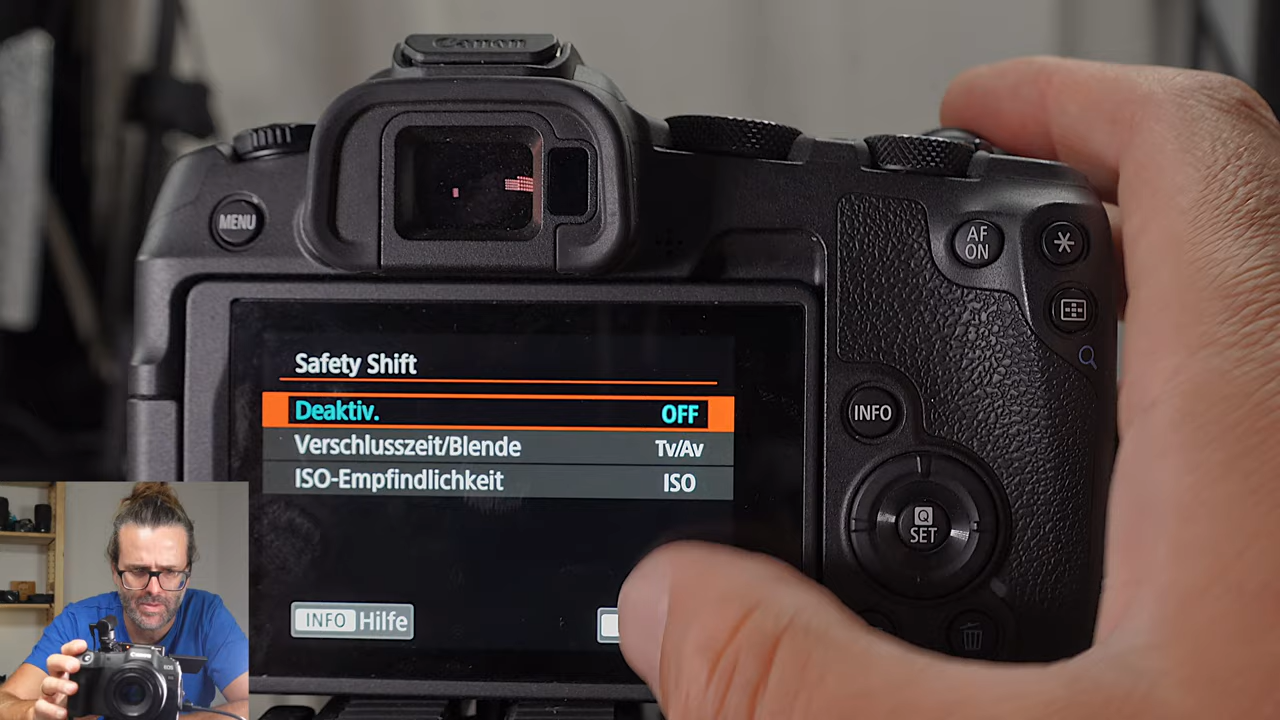 Canon
MENU
AF
ON
Safety Shift
Deaktiv. OFF
Verschlusszeit/Blende Tv/Av
ISO-Empfindlichkeit ISO
INFO Hilfe
INFO
Q
SET
Canon